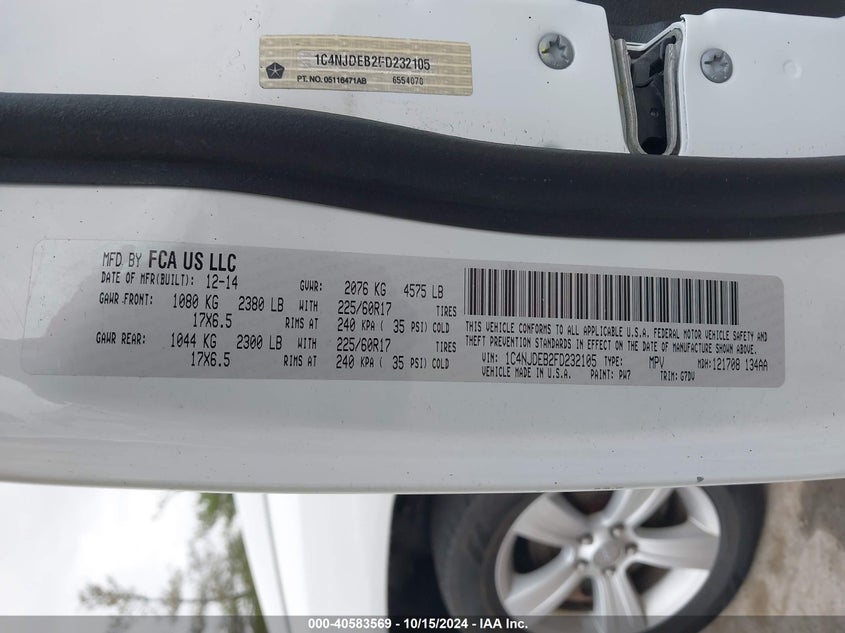 1C4NJDEB2FD232105
PT. NO. 05116471AB 6554070
MFD BY FCA US LLC
DATE OF MFR(BUILT): 12-14 GVWR: 2076 KG 4575 LB
GAWR FRONT: 1080 KG 2380 LB WITH 225/60R17 TIRES
17X6.5 RIMS AT 240 KPA ( 35 PSI) COLD
GAWR REAR: 1044 KG 2300 LB WITH 225/60R17 TIRES
17X6.5 RIMS AT 240 KPA ( 35 PSI) COLD
THIS VEHICLE CONFORMS TO ALL APPLICABLE U.S.A. FEDERAL MOTOR VEHICLE SAFETY AND
THEFT PREVENTION STANDARDS IN EFFECT ON THE DATE OF MANUFACTURE SHOWN ABOVE.
VIN: 1C4NJDEB2FD232105 TYPE: MPV MDH:121708 134AA
VEHICLE MADE IN U.S.A. PAINT: PW7 TRIM: G7DV
000-40583569 - 10/15/2024 - IAA Inc.